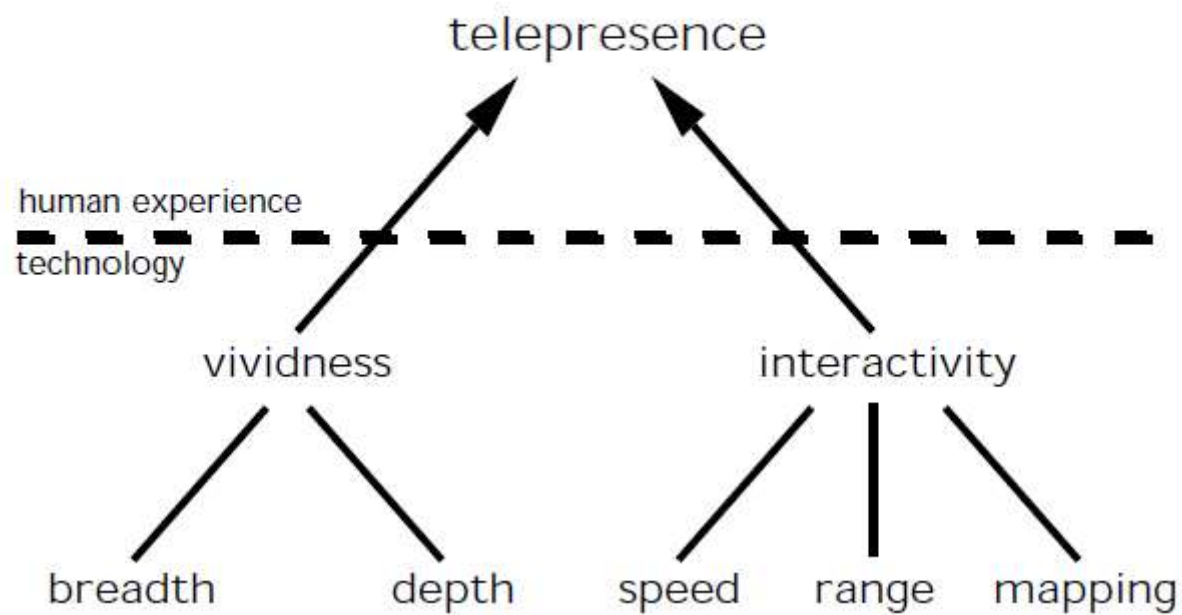 telepresence
human experience
technology
vividness interactivity
breadth depth speed range mapping